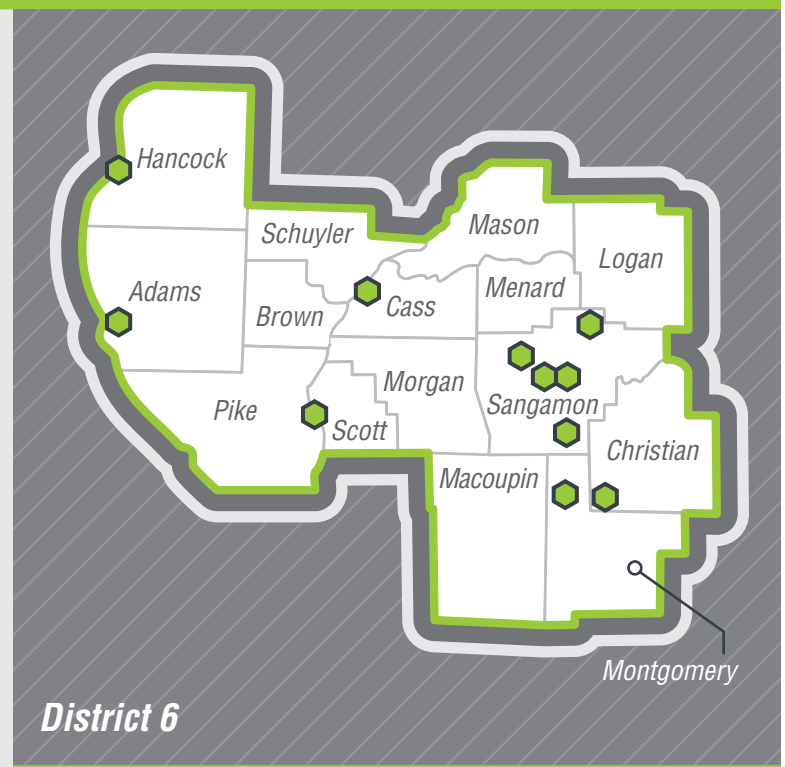 Hancock
Mason
Schuyler
Logan
Adams
Menard
Cass
Brown
Morgan
Pike
Sangamon
Scott
Christian
Macoupin
Montgomery
District 6